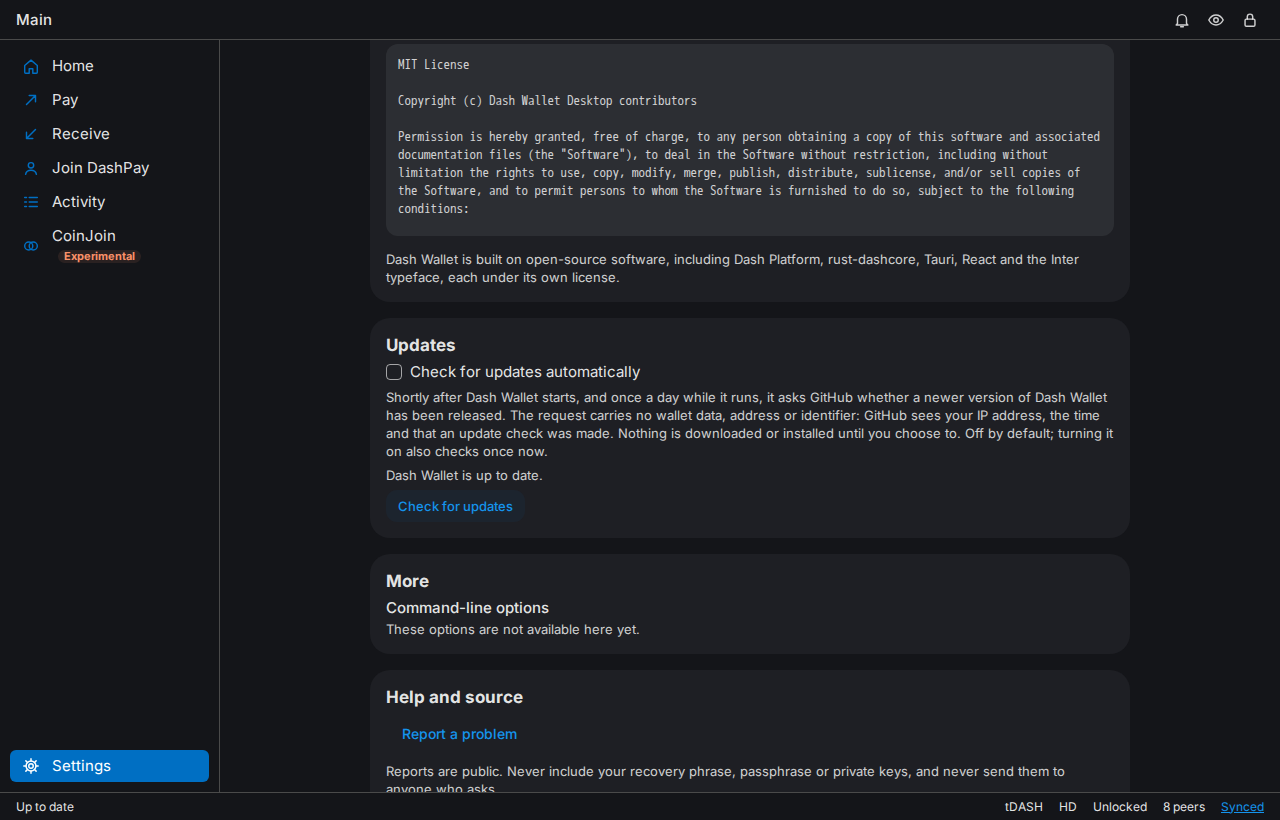 Main
Home
Pay
Receive
Join DashPay
Activity
CoinJoin
Experimental
Settings
MIT License
Copyright (c) Dash Wallet Desktop contributors
Permission is hereby granted, free of charge, to any person obtaining a copy of this software and associated
documentation files (the "Software"), to deal in the Software without restriction, including without
limitation the rights to use, copy, modify, merge, publish, distribute, sublicense, and/or sell copies of
the Software, and to permit persons to whom the Software is furnished to do so, subject to the following
conditions:
Dash Wallet is built on open-source software, including Dash Platform, rust-dashcore, Tauri, React and the Inter
typeface, each under its own license.
Updates
Check for updates automatically
Shortly after Dash Wallet starts, and once a day while it runs, it asks GitHub whether a newer version of Dash Wallet
has been released. The request carries no wallet data, address or identifier: GitHub sees your IP address, the time
and that an update check was made. Nothing is downloaded or installed until you choose to. Off by default; turning it
on also checks once now.
Dash Wallet is up to date.
Check for updates
More
Command-line options
These options are not available here yet.
Help and source
Report a problem
Reports are public. Never include your recovery phrase, passphrase or private keys, and never send them to
anyone who asks.
Up to date
tDASH HD Unlocked 8 peers Synced